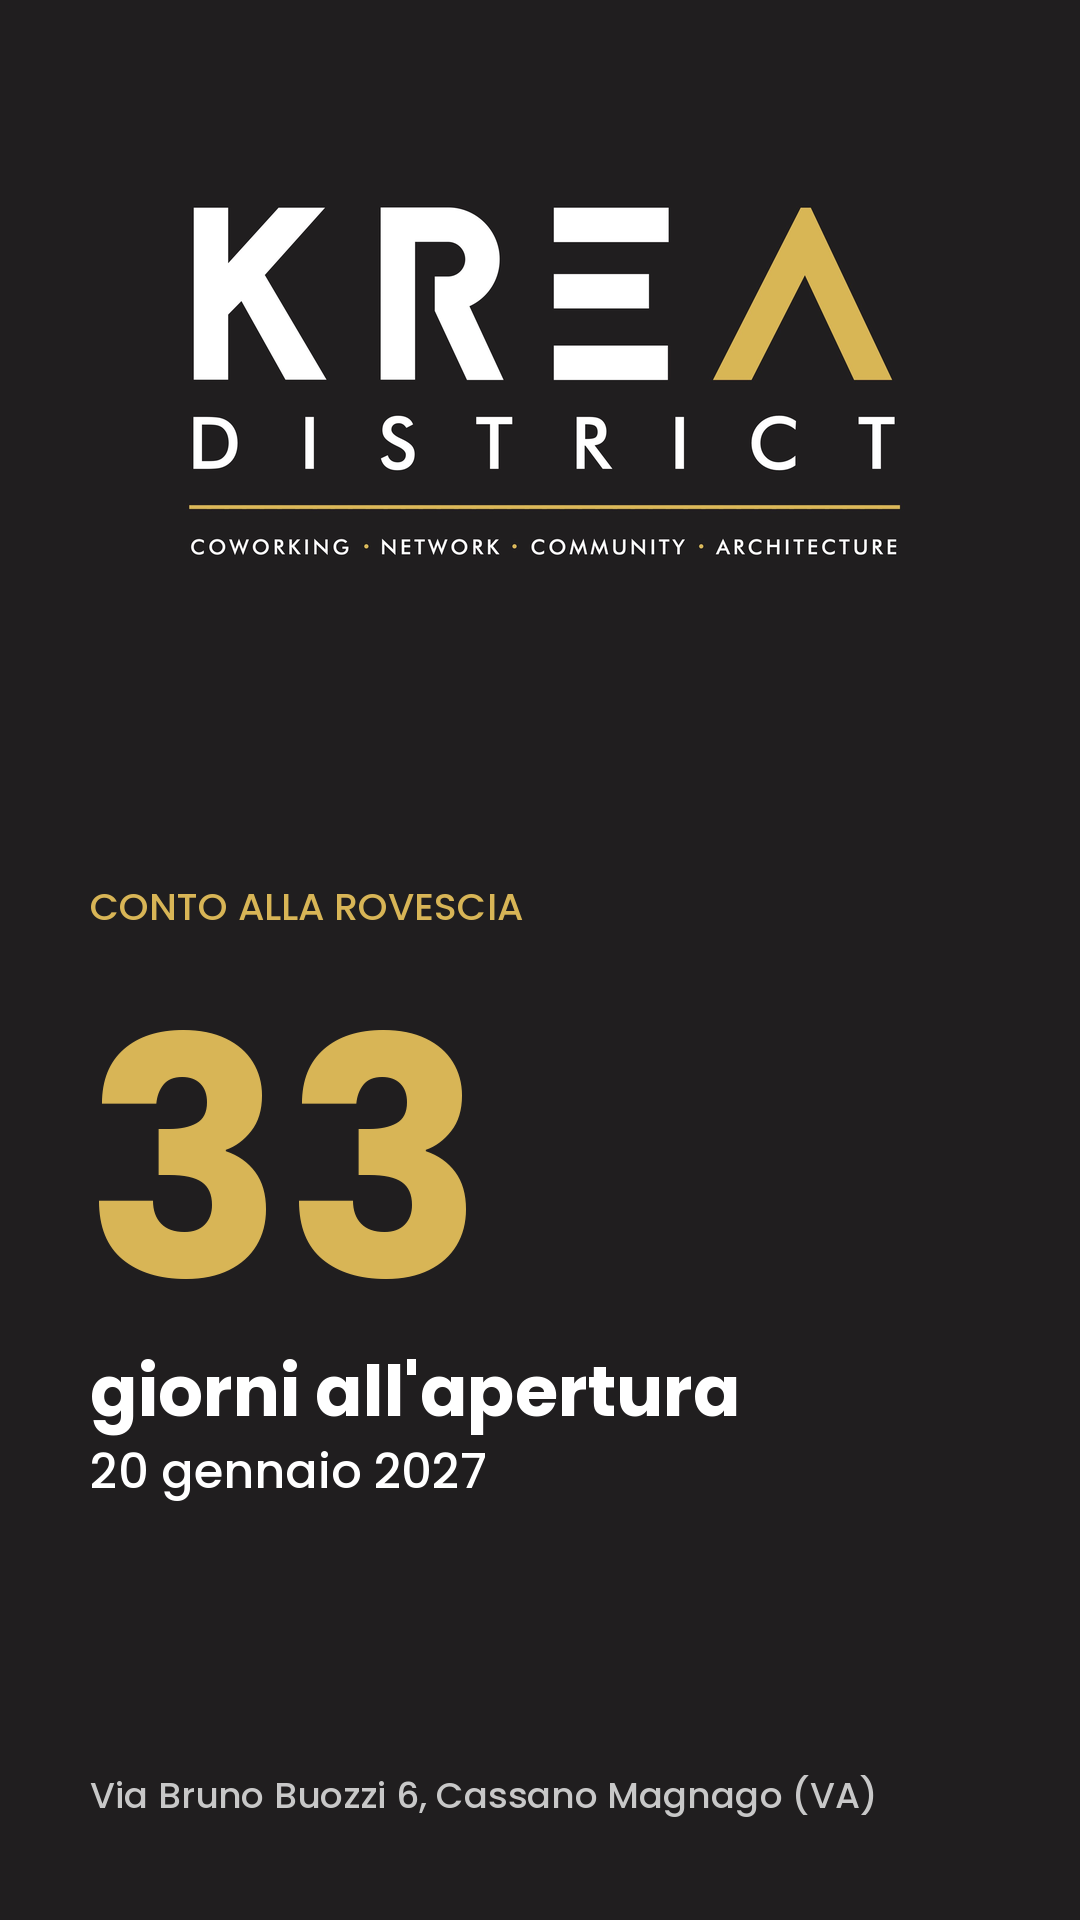 KREA
DISTRICT
COWORKING · NETWORK · COMMUNITY · ARCHITECTURE
CONTO ALLA ROVESCIA
33
giorni all'apertura
20 gennaio 2027
Via Bruno Buozzi 6, Cassano Magnago (VA)